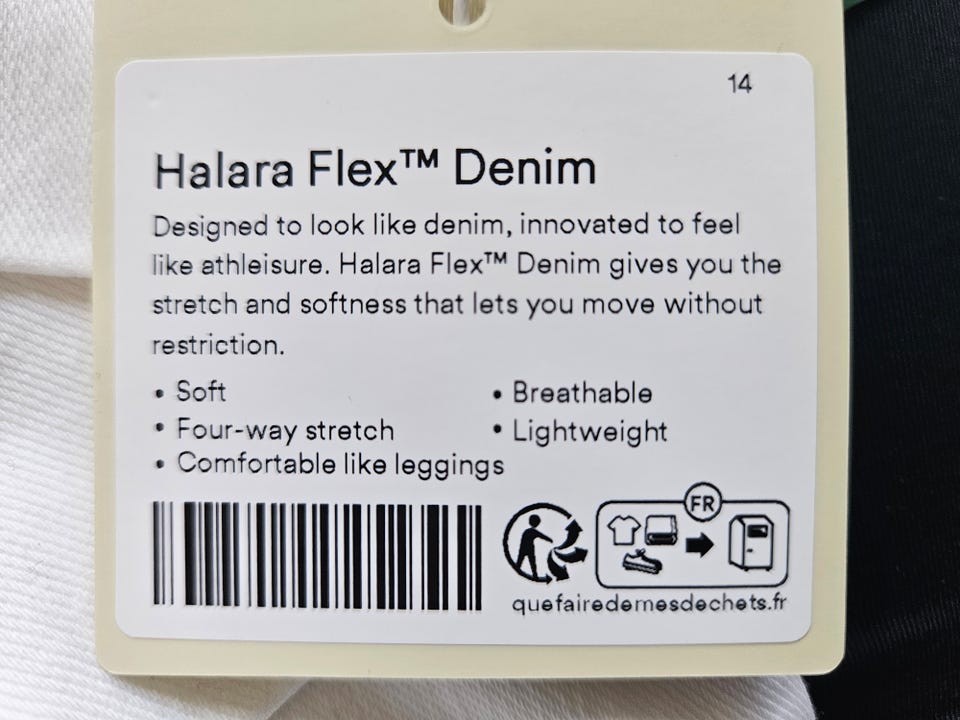 14
Halara Flex™ Denim
Designed to look like denim, innovated to feel
like athleisure. Halara Flex™ Denim gives you the
stretch and softness that lets you move without
restriction.
• Soft
• Four-way stretch
• Comfortable like leggings
• Breathable
• Lightweight
FR
quefairedemesdechets.fr